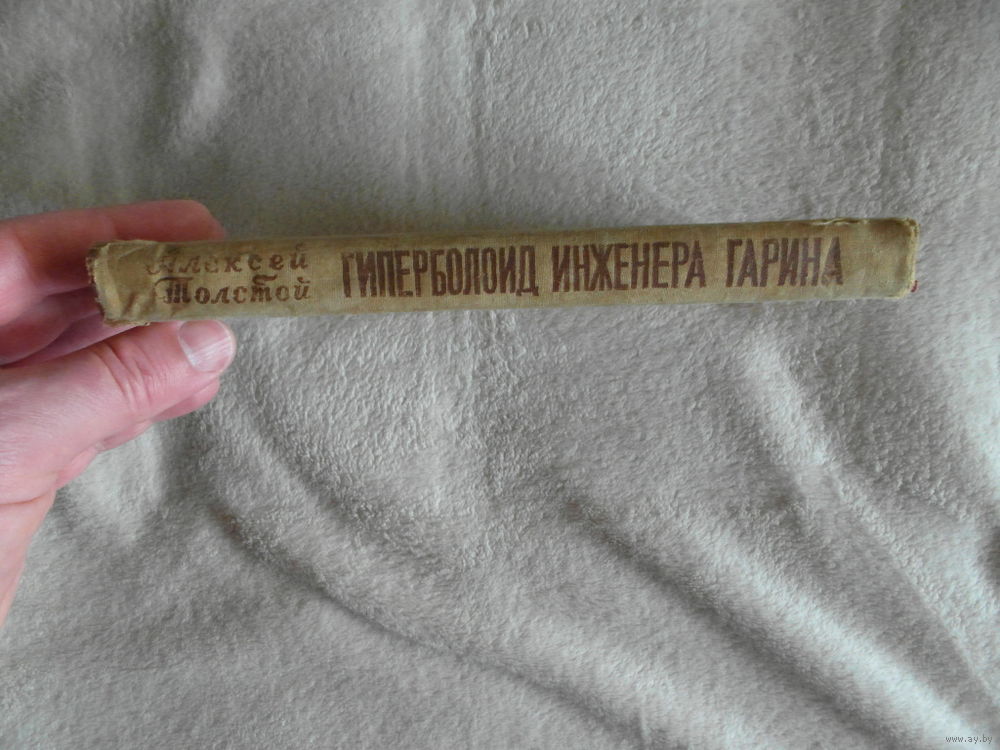 Алексей
Толстой
ГИПЕРБОЛОИД ИНЖЕНЕРА ГАРИНА
www.ay.by